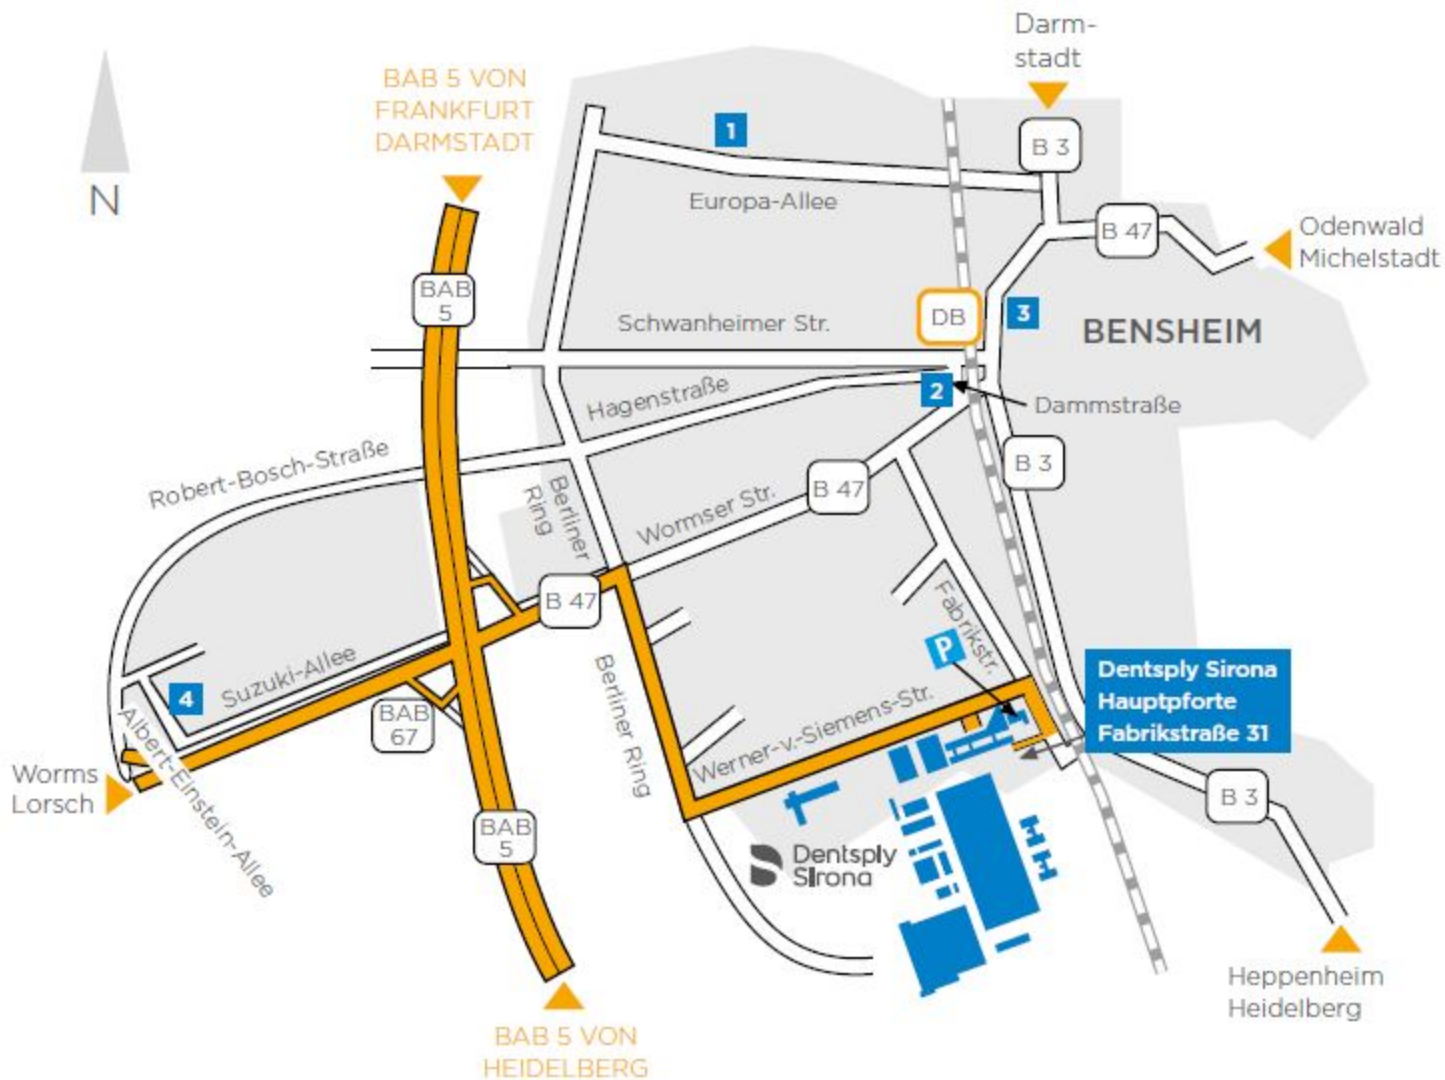 Darm-
stadt
BAB 5 VON
FRANKFURT
DARMSTADT
N
1
B 3
Europa-Allee
B 47
Odenwald
Michelstadt
BAB
5
DB
3
Schwanheimer Str.
BENSHEIM
2
Hagenstraße
Dammstraße
Robert-Bosch-Straße
B 3
B 47
Berliner
Ring
Wormser Str.
B 47
Fabrikstr.
P
Suzuki-Allee
4
Berliner Ring
Werner-v.-Siemens-Str.
Dentsply Sirona
Hauptpforte
Fabrikstraße 31
BAB
67
Albert-Einstein-Allee
Worms
Lorsch
B 3
BAB
5
Dentsply
Sirona
Heppenheim
Heidelberg
BAB 5 VON
HEIDELBERG